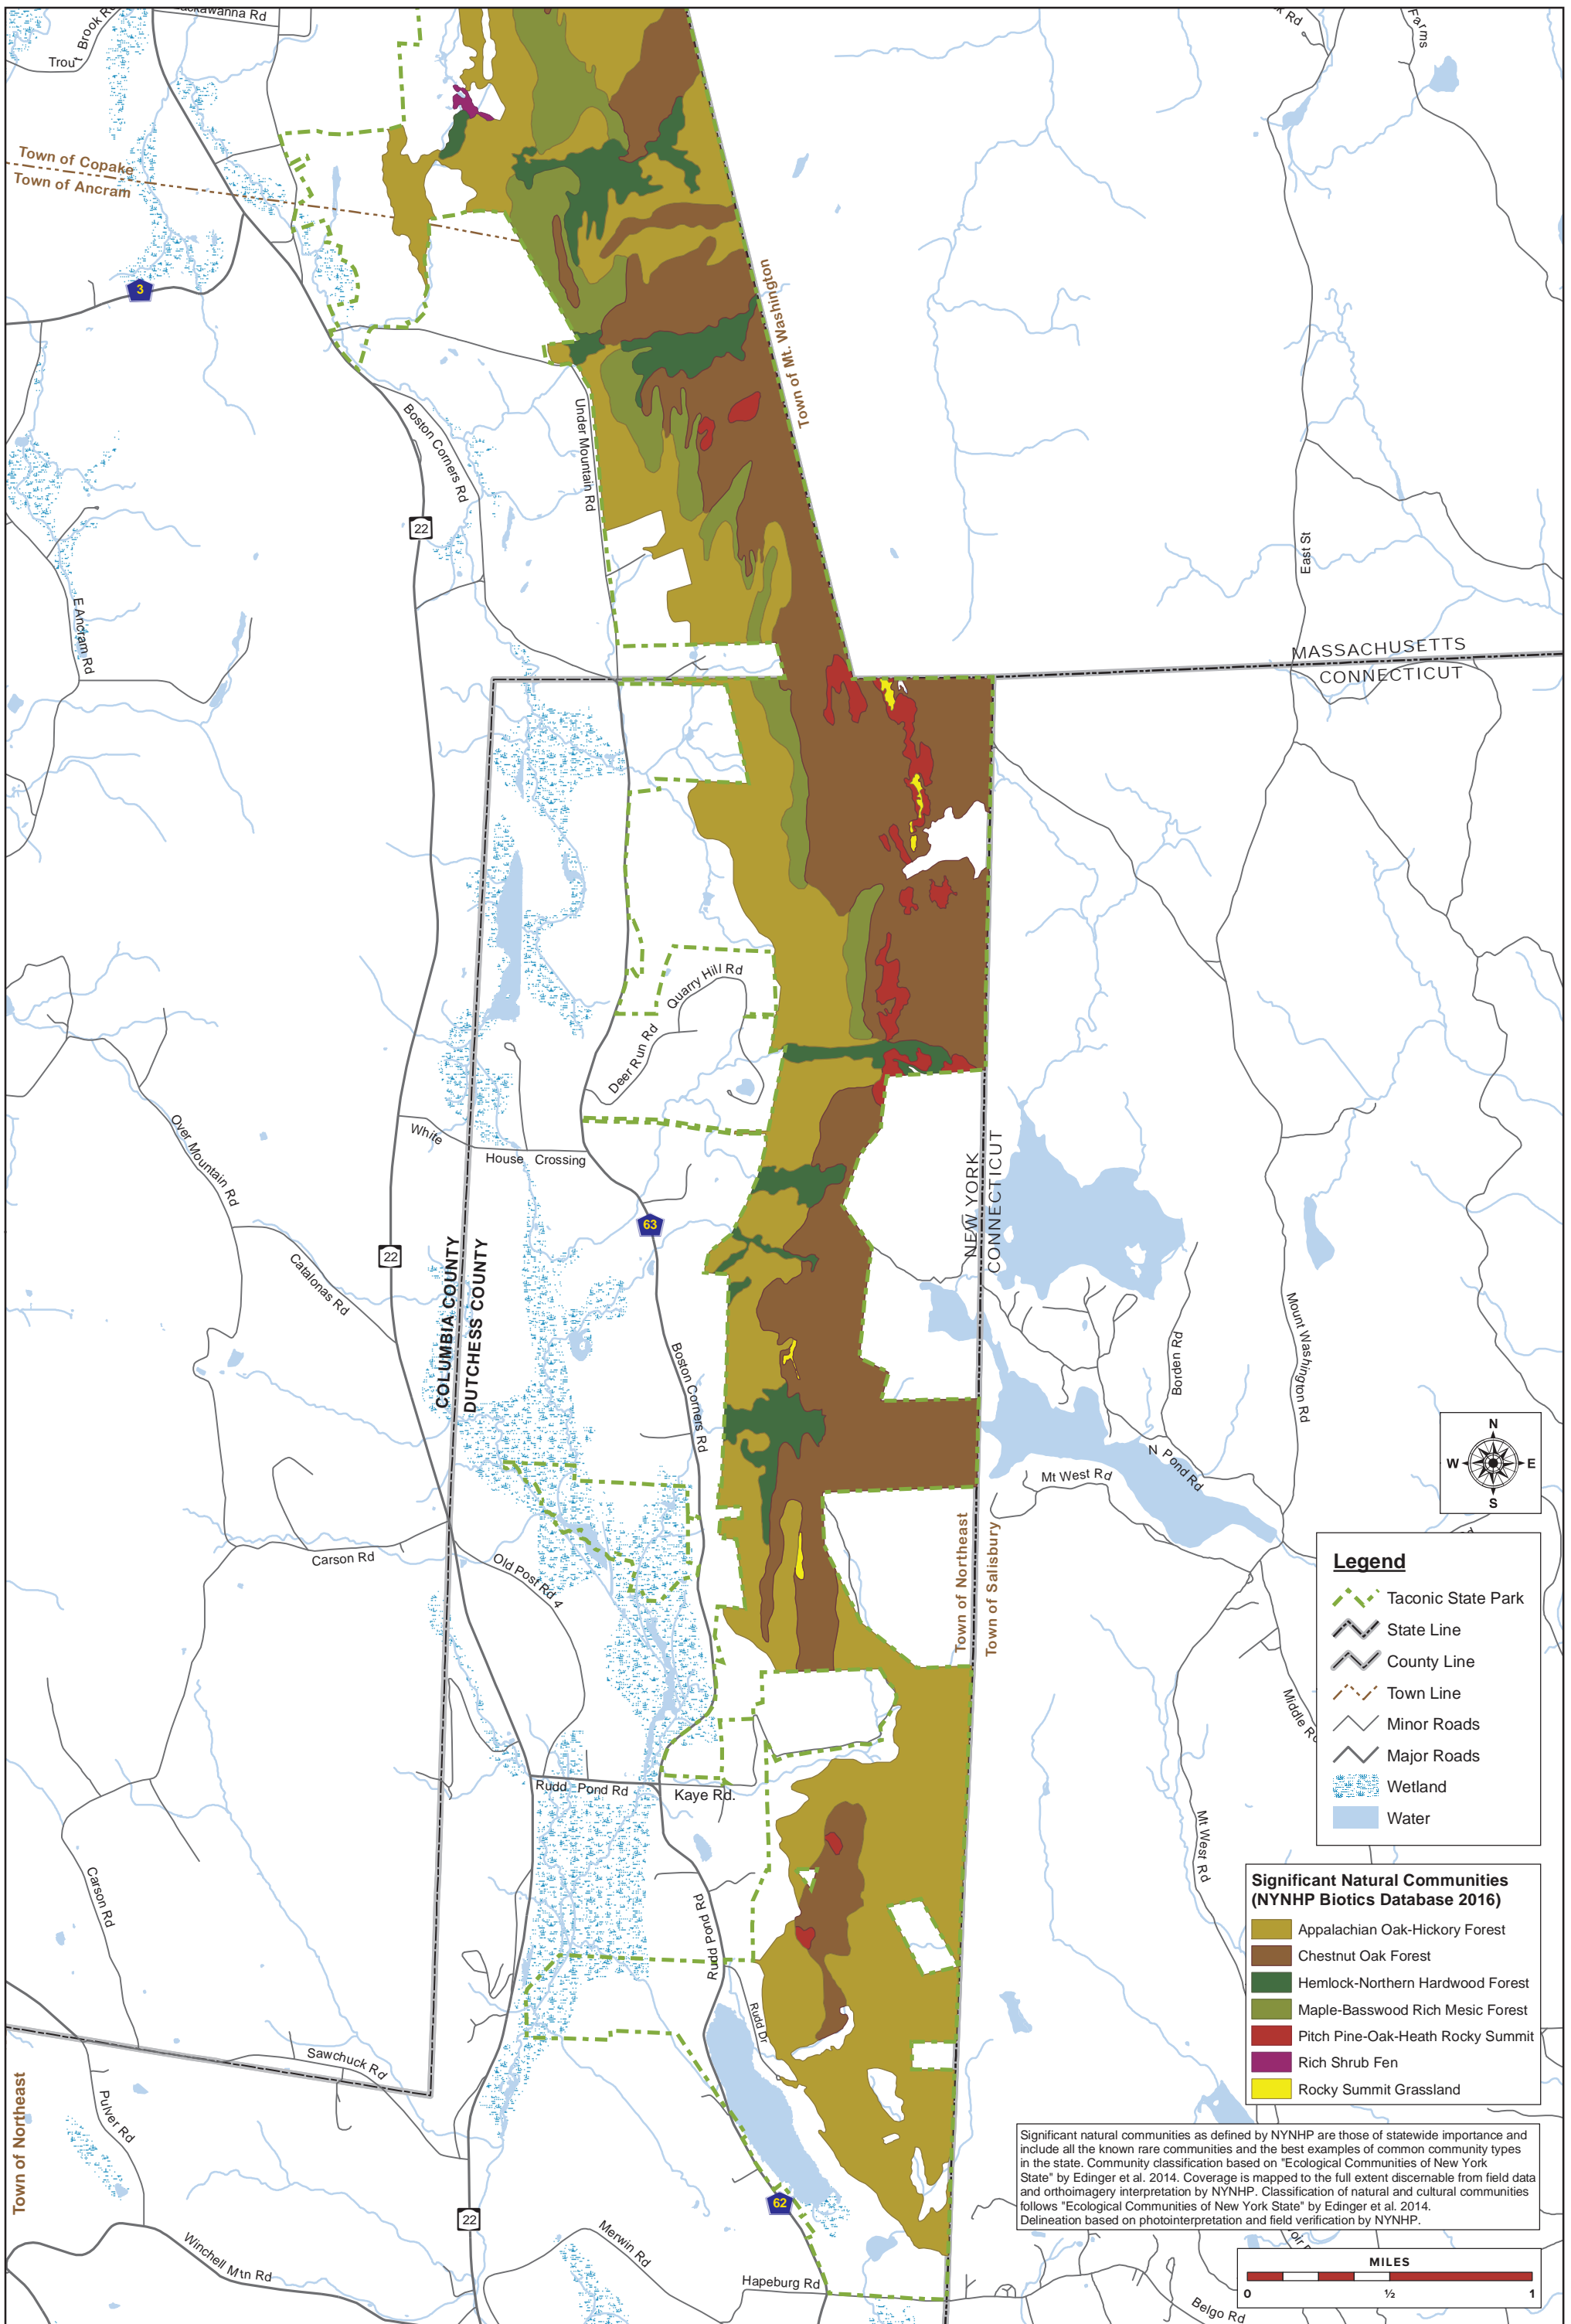 Trout Brook Rd
Rd
Farms
Town of Copake
Town of Ancram
3
Town of Mt. Washington
Under Mountain Rd
Boston Corners Rd
22
East St
E Ancram Rd
MASSACHUSETTS
CONNECTICUT
Quarry Hill Rd
Deer Run Rd
Over Mountain Rd
White
House Crossing
NEW YORK
CONNECTICUT
63
22
Catalonas Rd
COLUMBIA COUNTY
DUTCHESS COUNTY
Boston Corners Rd
Borden Rd
Mount Washington Rd
N Pond Rd
Mt West Rd
N
W E
S
Carson Rd
Old Post Rd 4
Town of Northeast
Town of Salisbury
Legend
Taconic State Park
State Line
County Line
Town Line
Minor Roads
Major Roads
Wetland
Water
Middle Rd
Rudd Pond Rd
Kaye Rd.
Mt West Rd
Carson Rd
Rudd Pond Rd
Rudd Dr
Significant Natural Communities
(NYNHP Biotics Database 2016)
Appalachian Oak-Hickory Forest
Chestnut Oak Forest
Hemlock-Northern Hardwood Forest
Maple-Basswood Rich Mesic Forest
Pitch Pine-Oak-Heath Rocky Summit
Rich Shrub Fen
Rocky Summit Grassland
Sawchuck Rd
Pulver Rd
Town of Northeast
Significant natural communities as defined by NYNHP are those of statewide importance and
include all the known rare communities and the best examples of common community types
in the state. Community classification based on "Ecological Communities of New York
State" by Edinger et al. 2014. Coverage is mapped to the full extent discernable from field data
and orthoimagery interpretation by NYNHP. Classification of natural and cultural communities
follows "Ecological Communities of New York State" by Edinger et al. 2014.
Delineation based on photointerpretation and field verification by NYNHP.
62
22
Merwin Rd
Winchell Mtn Rd
Hapeburg Rd
MILES
0 ½ 1
Belgo Rd